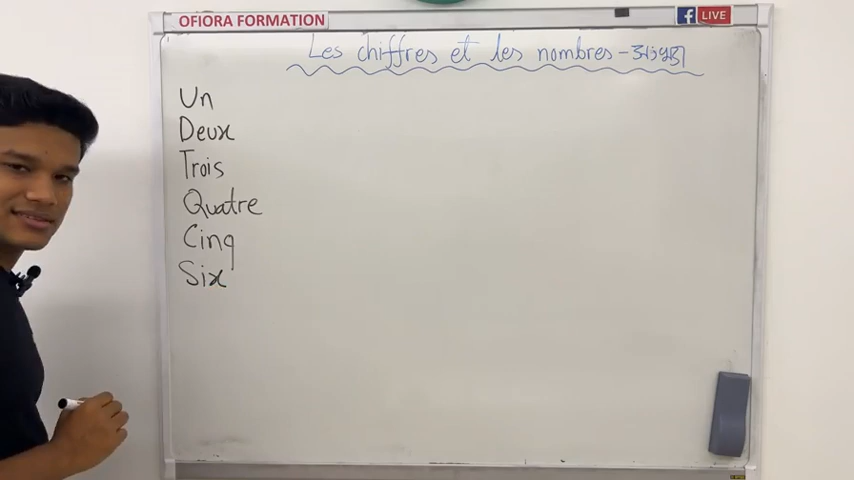 OFIORA FORMATION
f LIVE
Les chiffres et les nombres -
Un
Deux
Trois
Quatre
Cinq
Six